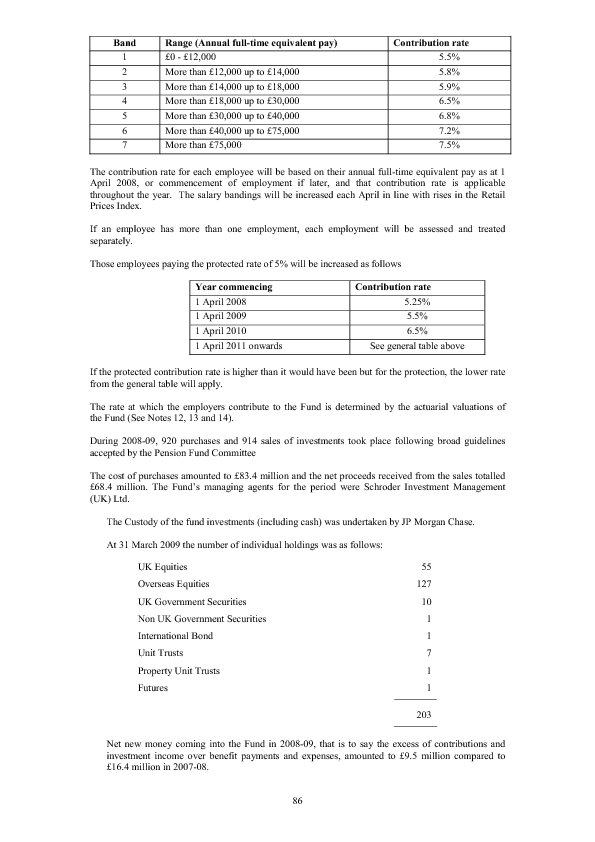 Band Range (Annual full-time equivalent pay) Contribution rate
1 £0 - £12,000 5.5%
2 More than £12,000 up to £14,000 5.8%
3 More than £14,000 up to £18,000 5.9%
4 More than £18,000 up to £30,000 6.5%
5 More than £30,000 up to £40,000 6.8%
6 More than £40,000 up to £75,000 7.2%
7 More than £75,000 7.5%
The contribution rate for each employee will be based on their annual full-time equivalent pay as at 1
April 2008, or commencement of employment if later, and that contribution rate is applicable
throughout the year. The salary bandings will be increased each April in line with rises in the Retail
Prices Index.
If an employee has more than one employment, each employment will be assessed and treated
separately.
Those employees paying the protected rate of 5% will be increased as follows
Year commencing Contribution rate
1 April 2008 5.25%
1 April 2009 5.5%
1 April 2010 6.5%
1 April 2011 onwards See general table above
If the protected contribution rate is higher than it would have been but for the protection, the lower rate
from the general table will apply.
The rate at which the employers contribute to the Fund is determined by the actuarial valuations of
the Fund (See Notes 12, 13 and 14).
During 2008-09, 920 purchases and 914 sales of investments took place following broad guidelines
accepted by the Pension Fund Committee
The cost of purchases amounted to £83.4 million and the net proceeds received from the sales totalled
£68.4 million. The Fund's managing agents for the period were Schroder Investment Management
(UK) Ltd.
The Custody of the fund investments (including cash) was undertaken by JP Morgan Chase.
At 31 March 2009 the number of individual holdings was as follows:
UK Equities 55
Overseas Equities 127
UK Government Securities 10
Non UK Government Securities 1
International Bond 1
Unit Trusts 7
Property Unit Trusts 1
Futures 1
203
Net new money coming into the Fund in 2008-09, that is to say the excess of contributions and
investment income over benefit payments and expenses, amounted to £9.5 million compared to
£16.4 million in 2007-08.
86